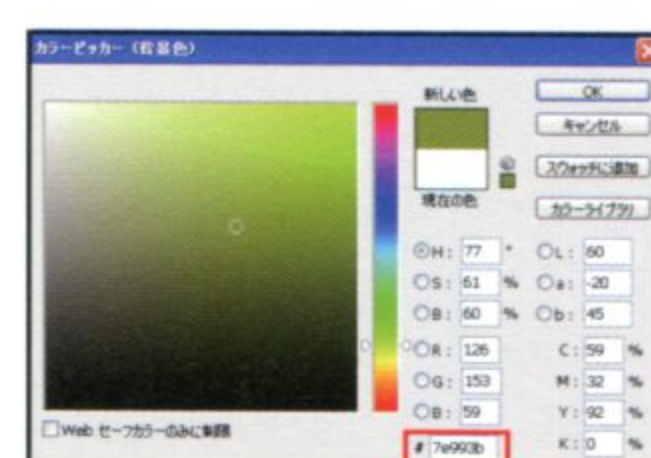 カラーピッカー（背景色）
新しい色
OK
キャンセル
スウォッチに追加
現在の色
カラーライブラリ
H: 77 ° L: 60
S: 61 % a: -20
B: 60 % b: 45
R: 126 C: 59 %
G: 153 M: 32 %
B: 59 Y: 92 %
Web セーフカラーのみに制限
# 7e993b K: 0 %